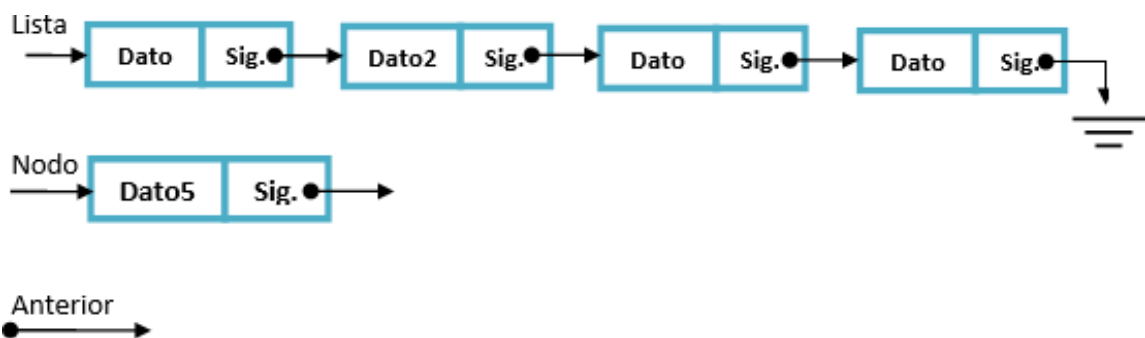 Lista
Dato Sig. Dato2 Sig. Dato Sig. Dato Sig.
Nodo
Dato5 Sig.
Anterior